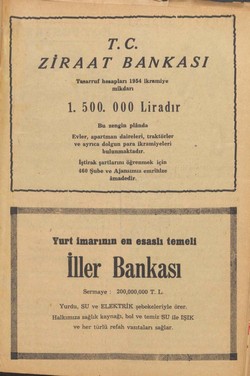 T. C.
ZİRAAT BANKASI
Tasarruf hesapları 1954 ikramiye
miktarı
1. 500. 000 Liradır
Bu zengin plânda
Evler, apartman daireleri, traktörler
ve ayrıca dolgun para ikramiyeleri
bulunmaktadır.
İştirak şartlarını öğrenmek için
460 Şube ve Ajansımız emrinize
âmadedir.
Yurt imarının en esaslı temeli
İller Bankası
Sermaye : 200,000,000 T. L.
Yurdu, SU ve ELEKTRİK şebekeleriyle örer.
Halkımıza sağlık kaynağı, bol ve temiz SU ile IŞIK
ve her türlü refah vasıtaları sağlar.